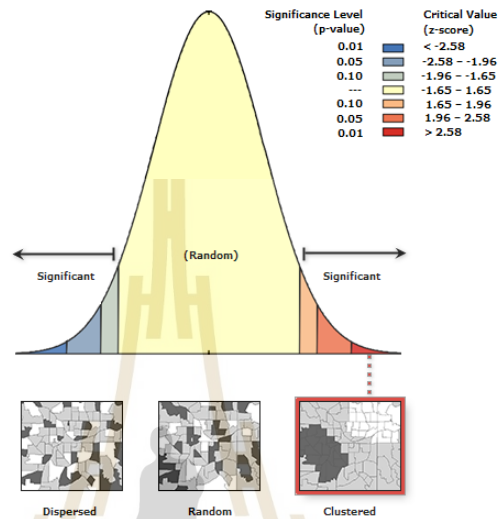 Significance Level Critical Value
(p-value) (z-score)
0.01 < -2.58
0.05 -2.58 – -1.96
0.10 -1.96 – -1.65
--- -1.65 – 1.65
0.10 1.65 – 1.96
0.05 1.96 – 2.58
0.01 > 2.58
(Random)
Significant Significant
Dispersed Random Clustered